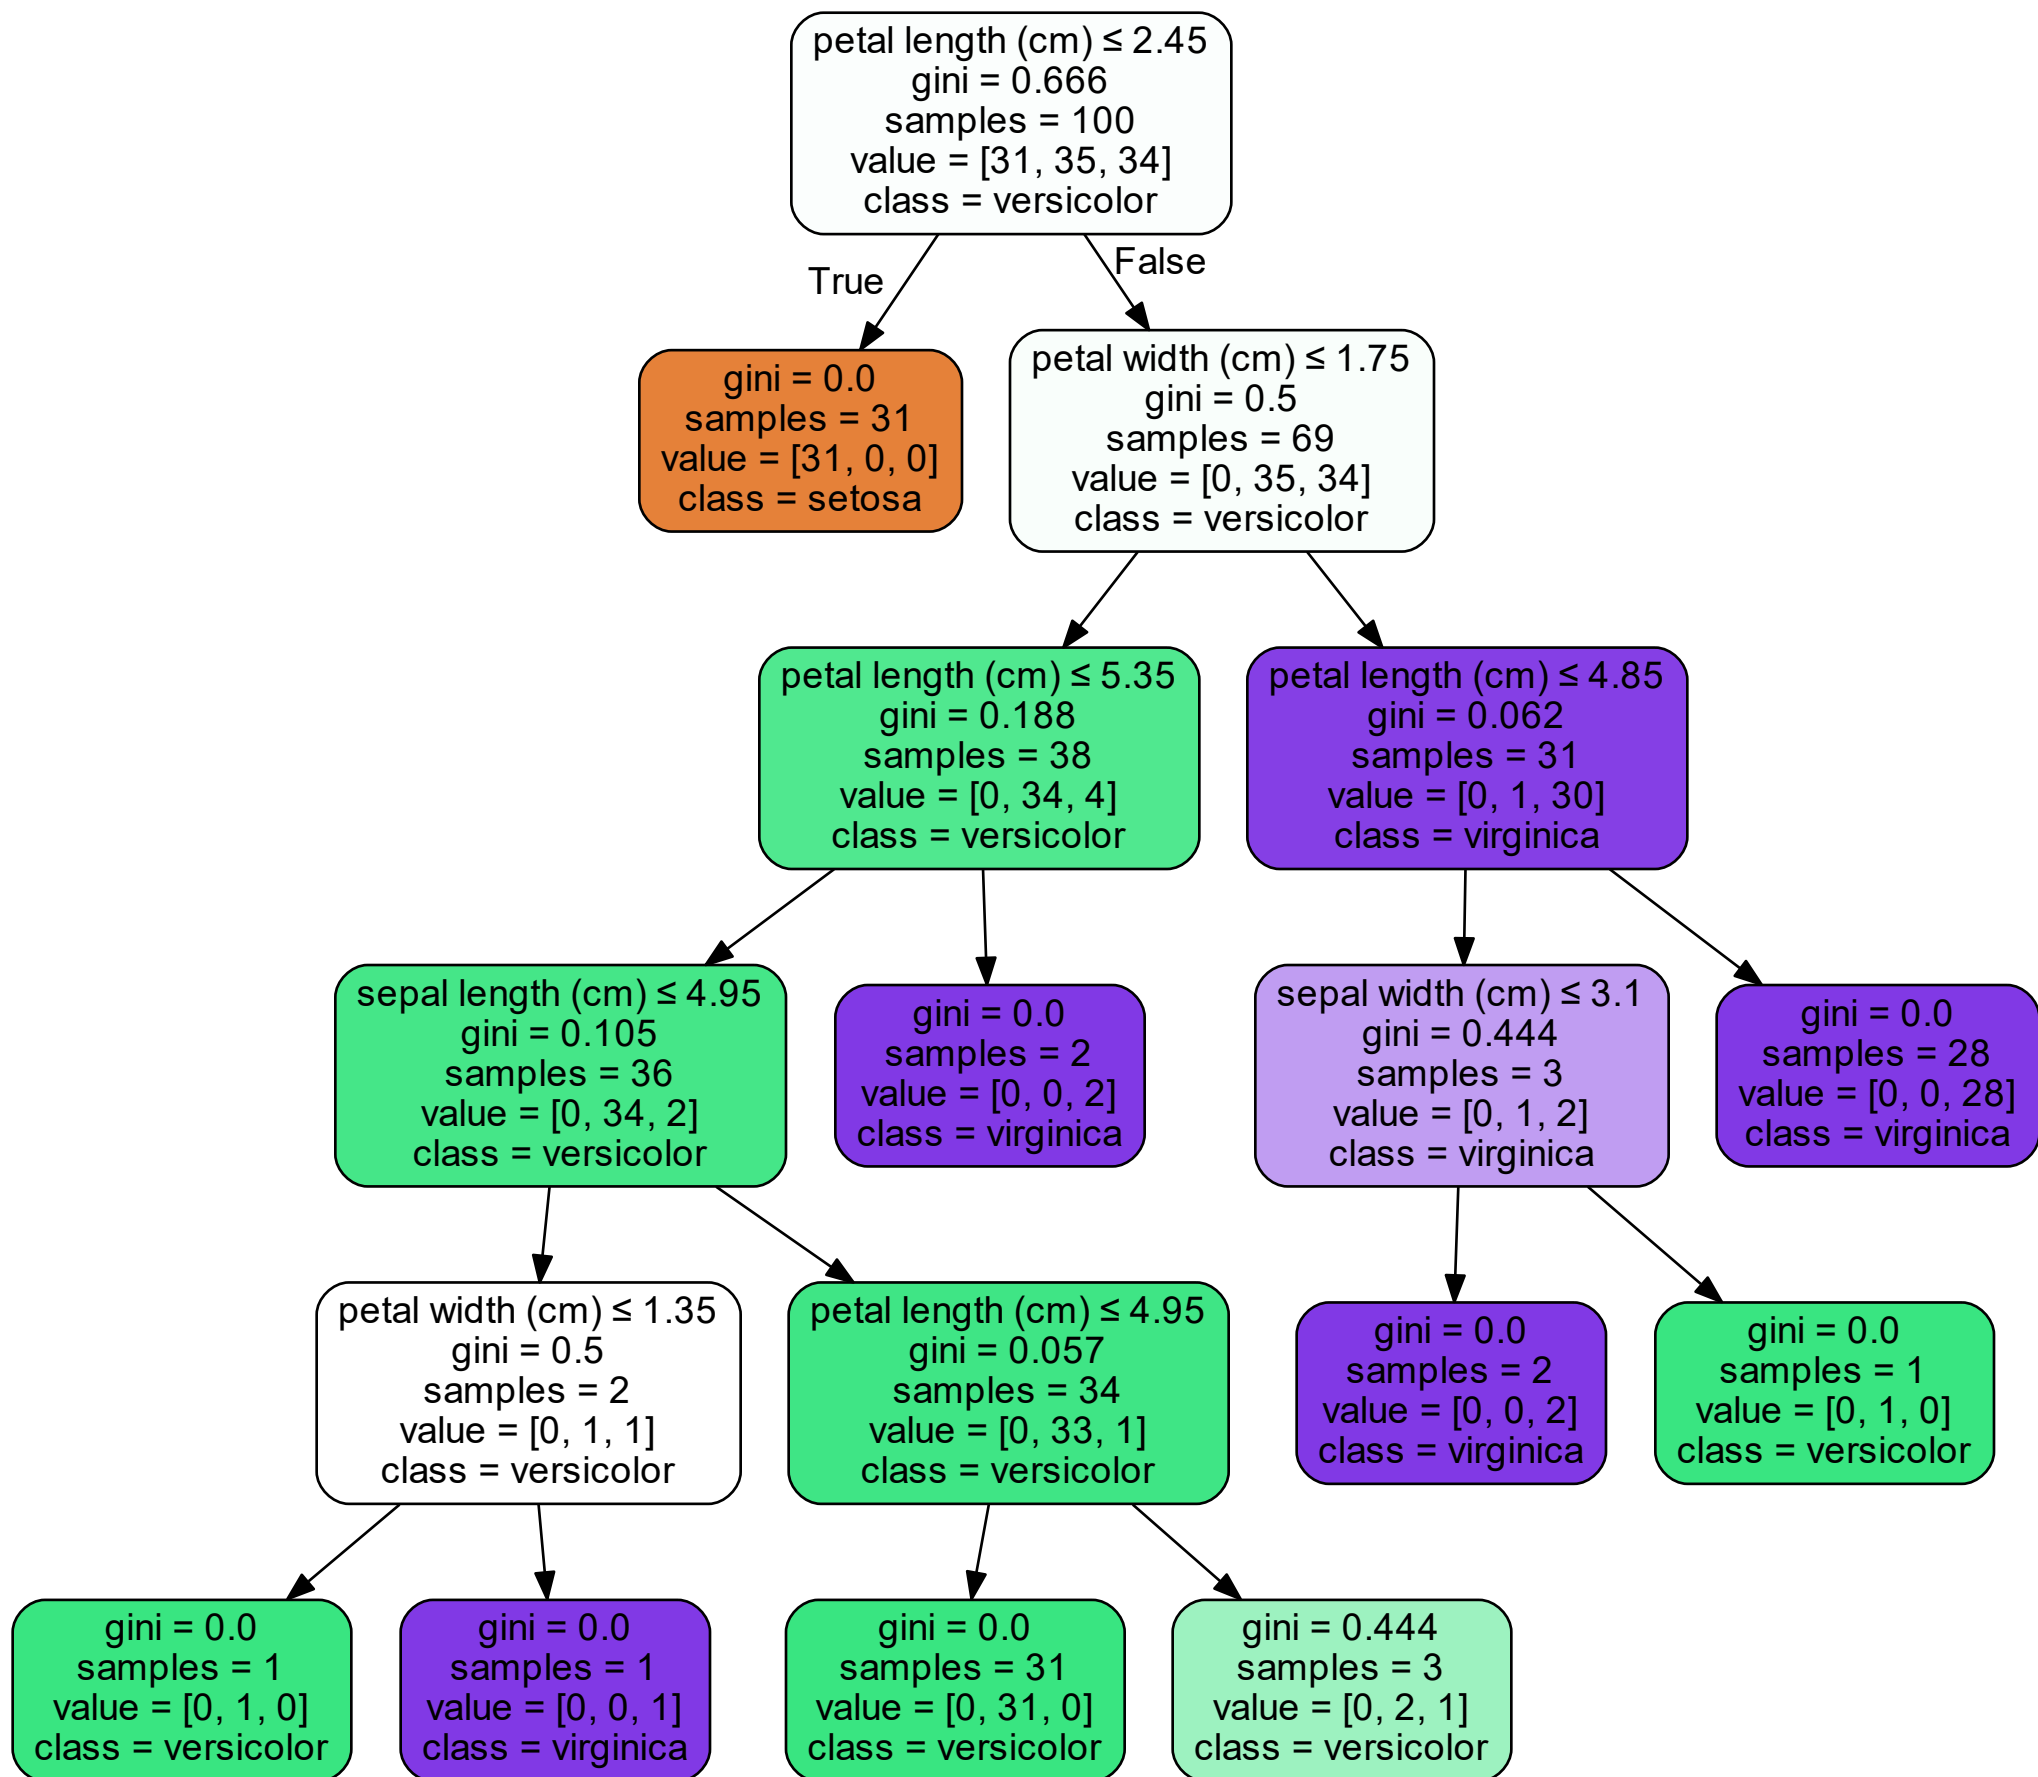 petal length (cm) ≤ 2.45
gini = 0.666
samples = 100
value = [31, 35, 34]
class = versicolor
True
False
gini = 0.0
samples = 31
value = [31, 0, 0]
class = setosa
petal width (cm) ≤ 1.75
gini = 0.5
samples = 69
value = [0, 35, 34]
class = versicolor
petal length (cm) ≤ 5.35
gini = 0.188
samples = 38
value = [0, 34, 4]
class = versicolor
petal length (cm) ≤ 4.85
gini = 0.062
samples = 31
value = [0, 1, 30]
class = virginica
sepal length (cm) ≤ 4.95
gini = 0.105
samples = 36
value = [0, 34, 2]
class = versicolor
gini = 0.0
samples = 2
value = [0, 0, 2]
class = virginica
sepal width (cm) ≤ 3.1
gini = 0.444
samples = 3
value = [0, 1, 2]
class = virginica
gini = 0.0
samples = 28
value = [0, 0, 28]
class = virginica
petal width (cm) ≤ 1.35
gini = 0.5
samples = 2
value = [0, 1, 1]
class = versicolor
petal length (cm) ≤ 4.95
gini = 0.057
samples = 34
value = [0, 33, 1]
class = versicolor
gini = 0.0
samples = 2
value = [0, 0, 2]
class = virginica
gini = 0.0
samples = 1
value = [0, 1, 0]
class = versicolor
gini = 0.0
samples = 1
value = [0, 1, 0]
class = versicolor
gini = 0.0
samples = 1
value = [0, 0, 1]
class = virginica
gini = 0.0
samples = 31
value = [0, 31, 0]
class = versicolor
gini = 0.444
samples = 3
value = [0, 2, 1]
class = versicolor